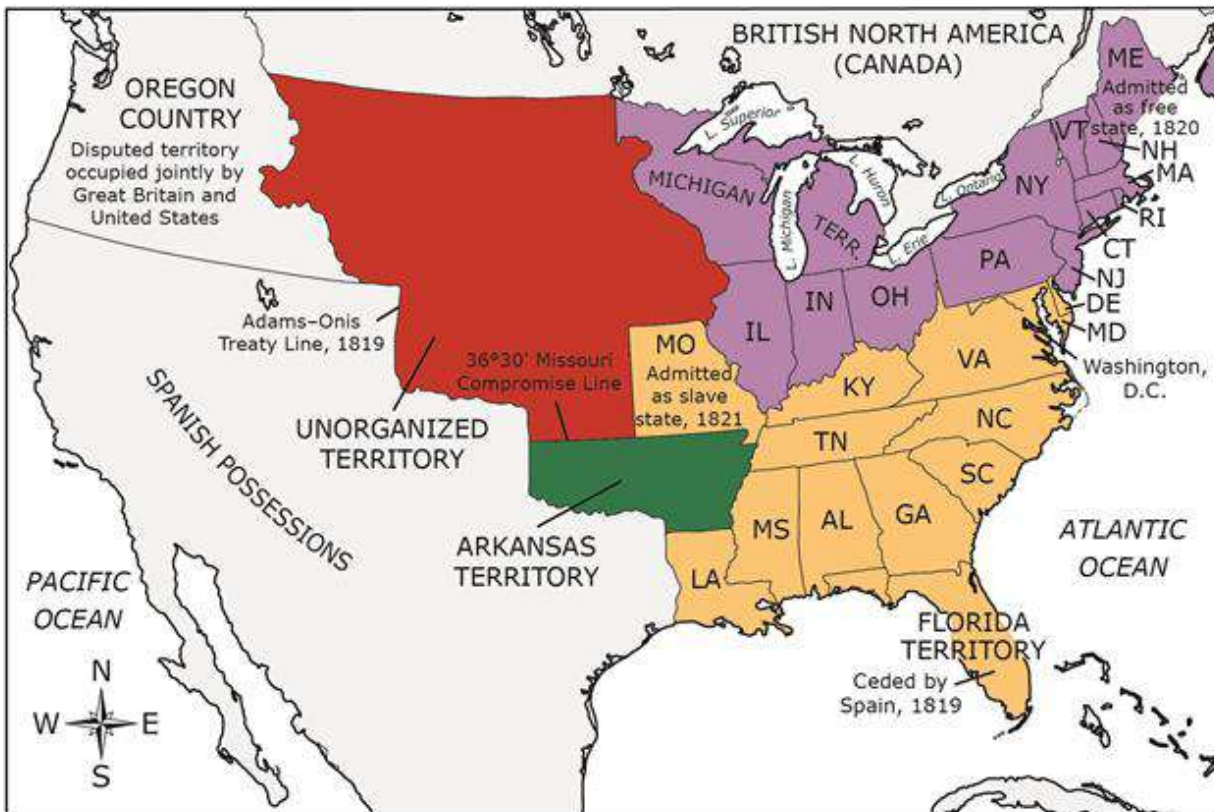 BRITISH NORTH AMERICA
(CANADA)
ME
Admitted
as free
state, 1820
OREGON
COUNTRY
Disputed territory
occupied jointly by
Great Britain and
United States
L. Superior
VT
NH
MA
MICHIGAN
TERR.
L. Michigan
L. Huron
L. Ontario
L. Erie
NY
RI
CT
PA
NJ
IL
IN
OH
DE
MD
Adams–Onis
Treaty Line, 1819
36°30' Missouri
Compromise Line
MO
Admitted
as slave
state, 1821
VA
Washington,
D.C.
KY
SPANISH POSSESSIONS
UNORGANIZED
TERRITORY
TN
NC
SC
ARKANSAS
TERRITORY
MS
AL
GA
ATLANTIC
OCEAN
LA
PACIFIC
OCEAN
FLORIDA
TERRITORY
Ceded by
Spain, 1819
N
W
E
S